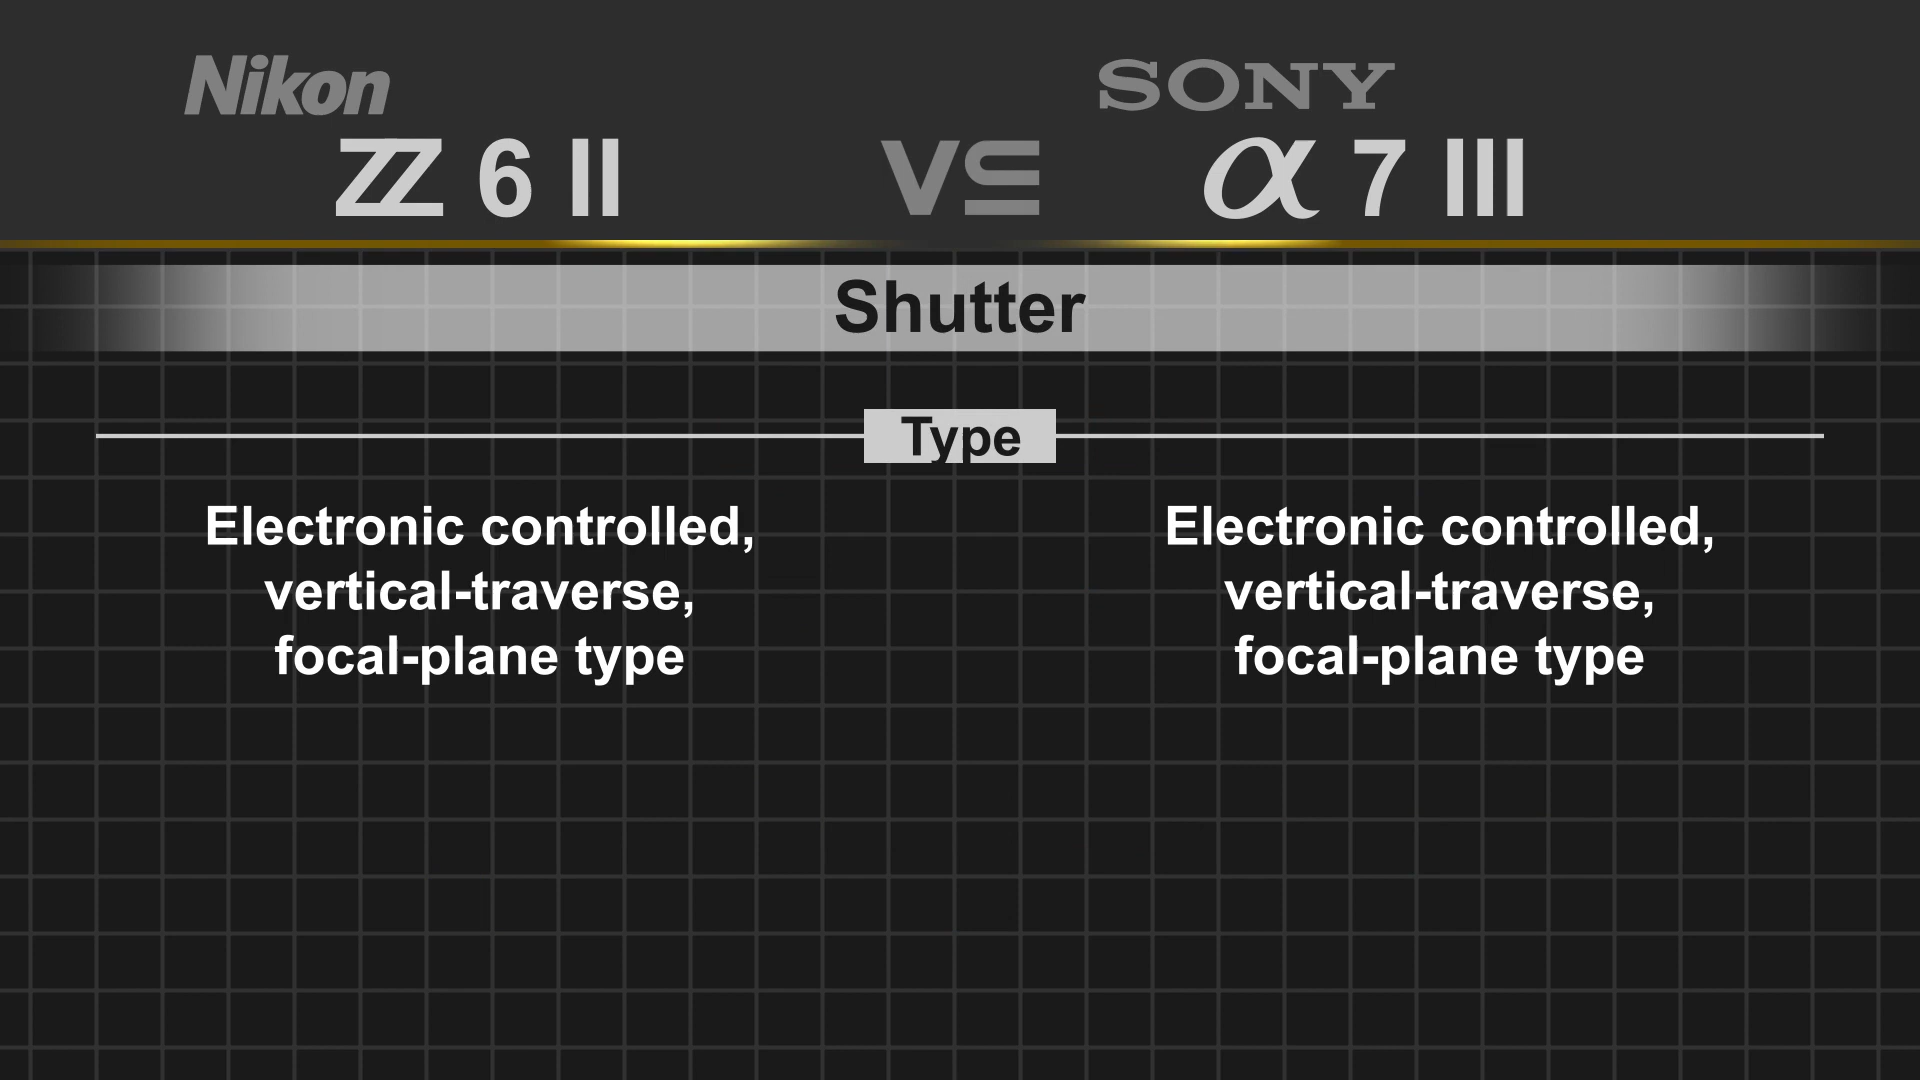 Nikon
Z 6 II
VS
SONY
α 7 III
Shutter
Type
Electronic controlled,
vertical-traverse,
focal-plane type
Electronic controlled,
vertical-traverse,
focal-plane type